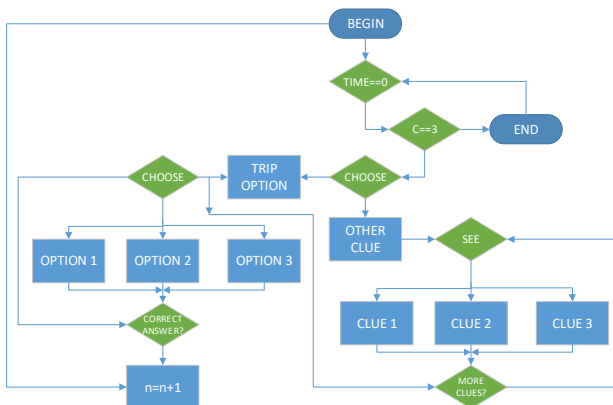 BEGIN
TIME==0
C==3
END
CHOOSE
TRIP
OPTION
CHOOSE
OTHER
CLUE
SEE
OPTION 1
OPTION 2
OPTION 3
CLUE 1
CLUE 2
CLUE 3
CORRECT
ANSWER?
n=n+1
MORE
CLUES?